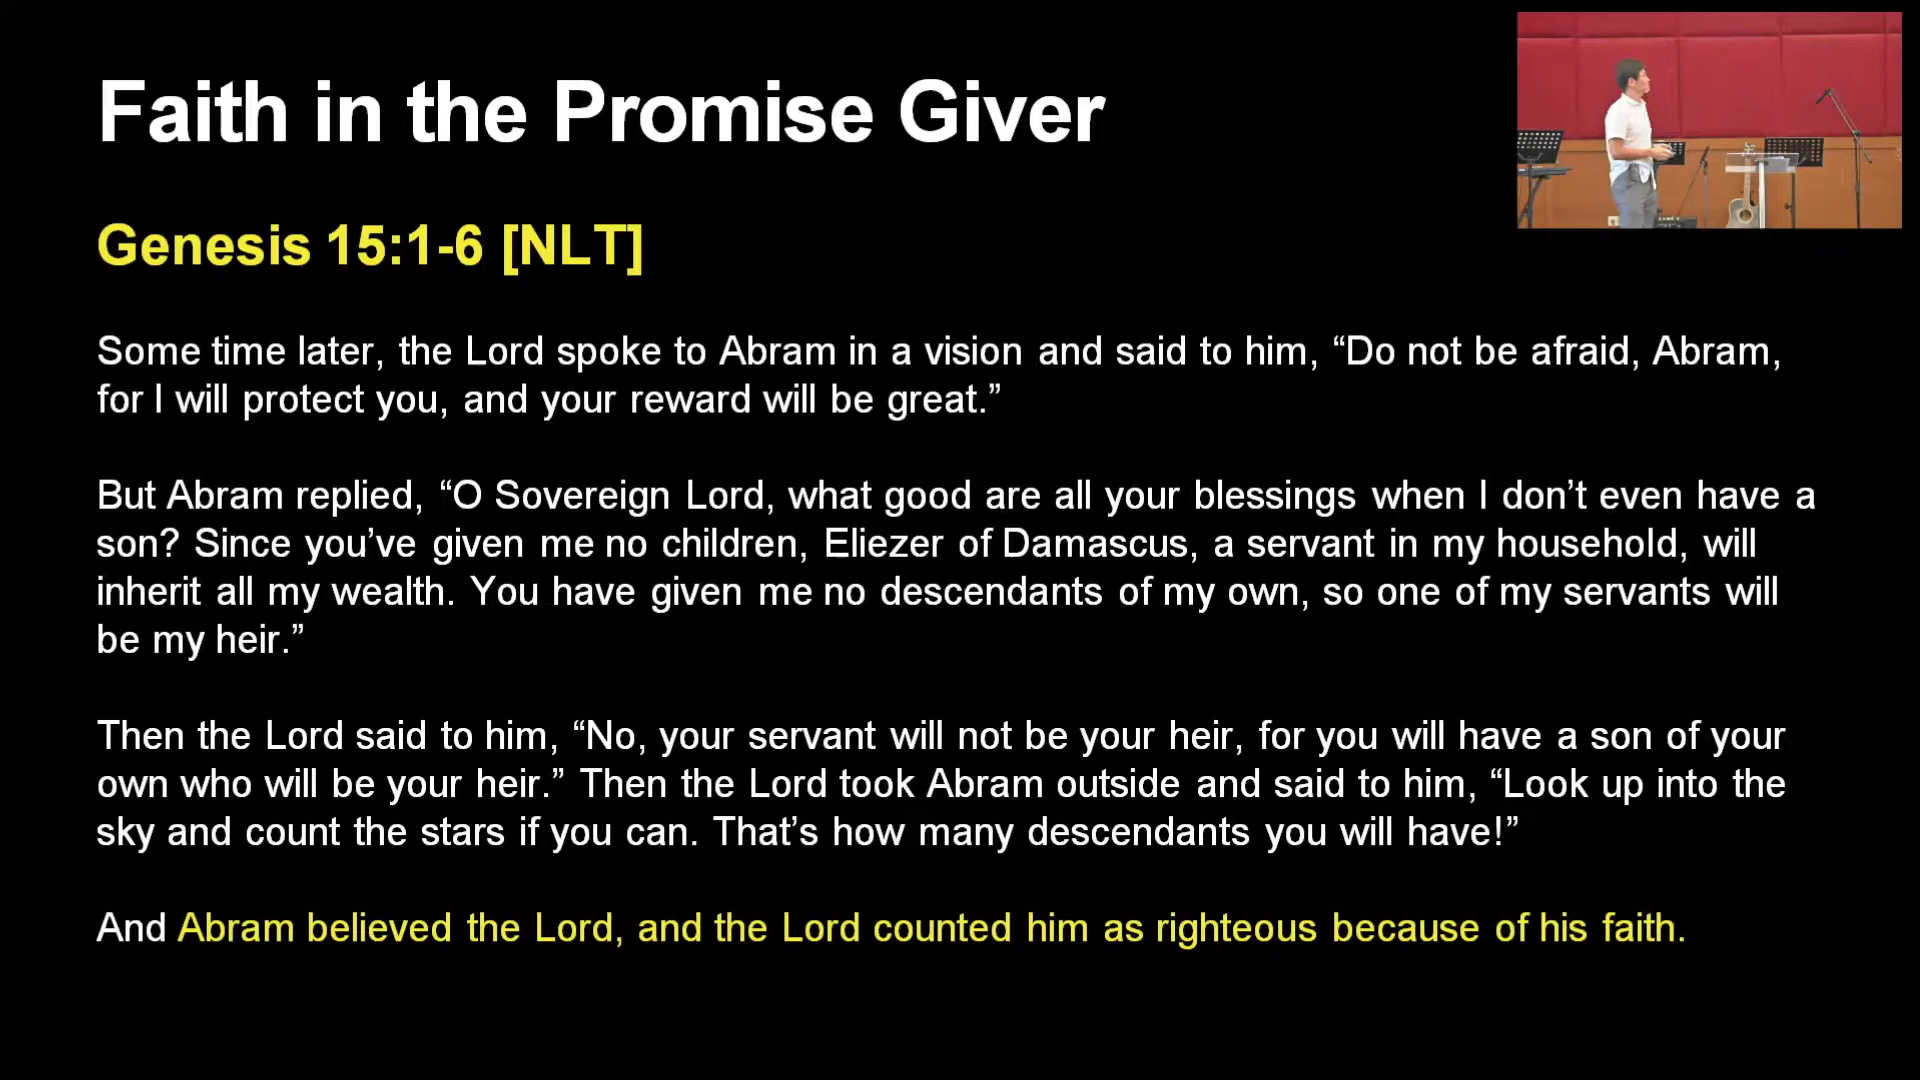 Faith in the Promise Giver
Genesis 15:1-6 [NLT]
Some time later, the Lord spoke to Abram in a vision and said to him, “Do not be afraid, Abram,
for I will protect you, and your reward will be great.”
But Abram replied, “O Sovereign Lord, what good are all your blessings when I don’t even have a
son? Since you’ve given me no children, Eliezer of Damascus, a servant in my household, will
inherit all my wealth. You have given me no descendants of my own, so one of my servants will
be my heir.”
Then the Lord said to him, “No, your servant will not be your heir, for you will have a son of your
own who will be your heir.” Then the Lord took Abram outside and said to him, “Look up into the
sky and count the stars if you can. That’s how many descendants you will have!”
And Abram believed the Lord, and the Lord counted him as righteous because of his faith.